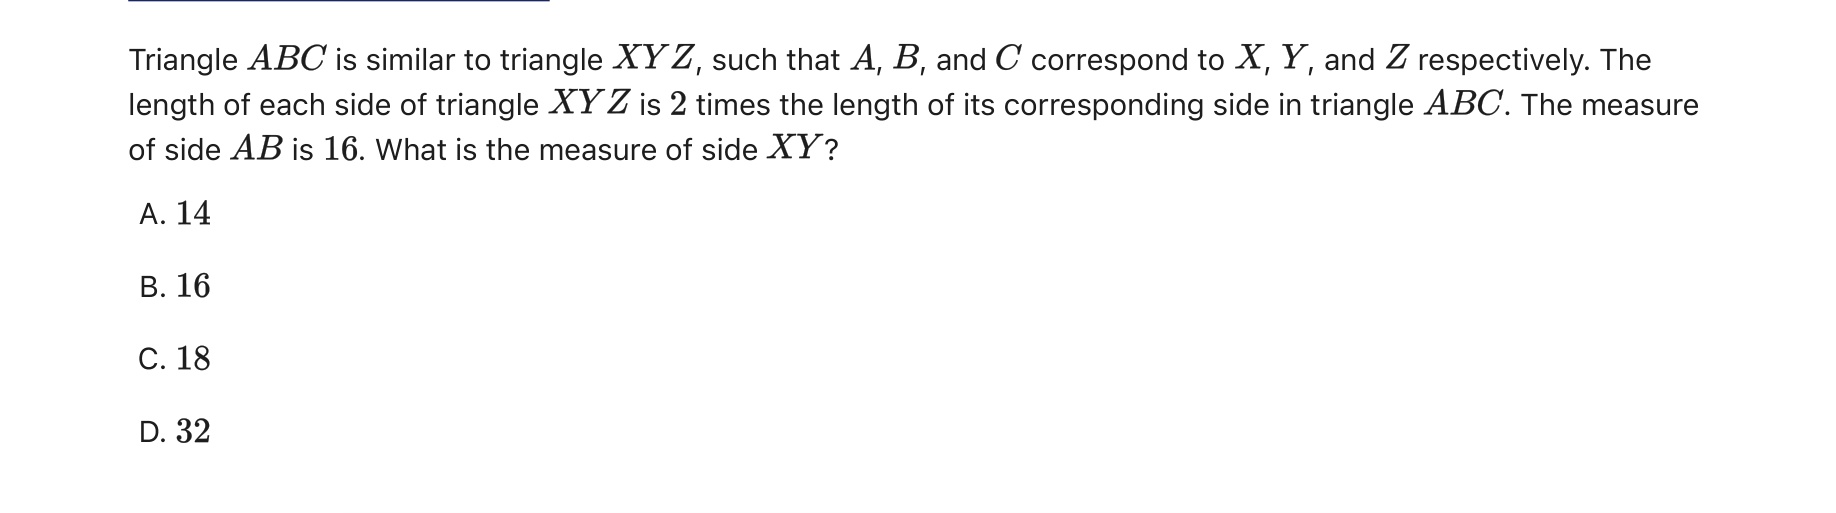 Triangle ABC is similar to triangle XYZ, such that A, B, and C correspond to X, Y, and Z respectively. The
length of each side of triangle XYZ is 2 times the length of its corresponding side in triangle ABC. The measure
of side AB is 16. What is the measure of side XY?
A. 14
B. 16
C. 18
D. 32